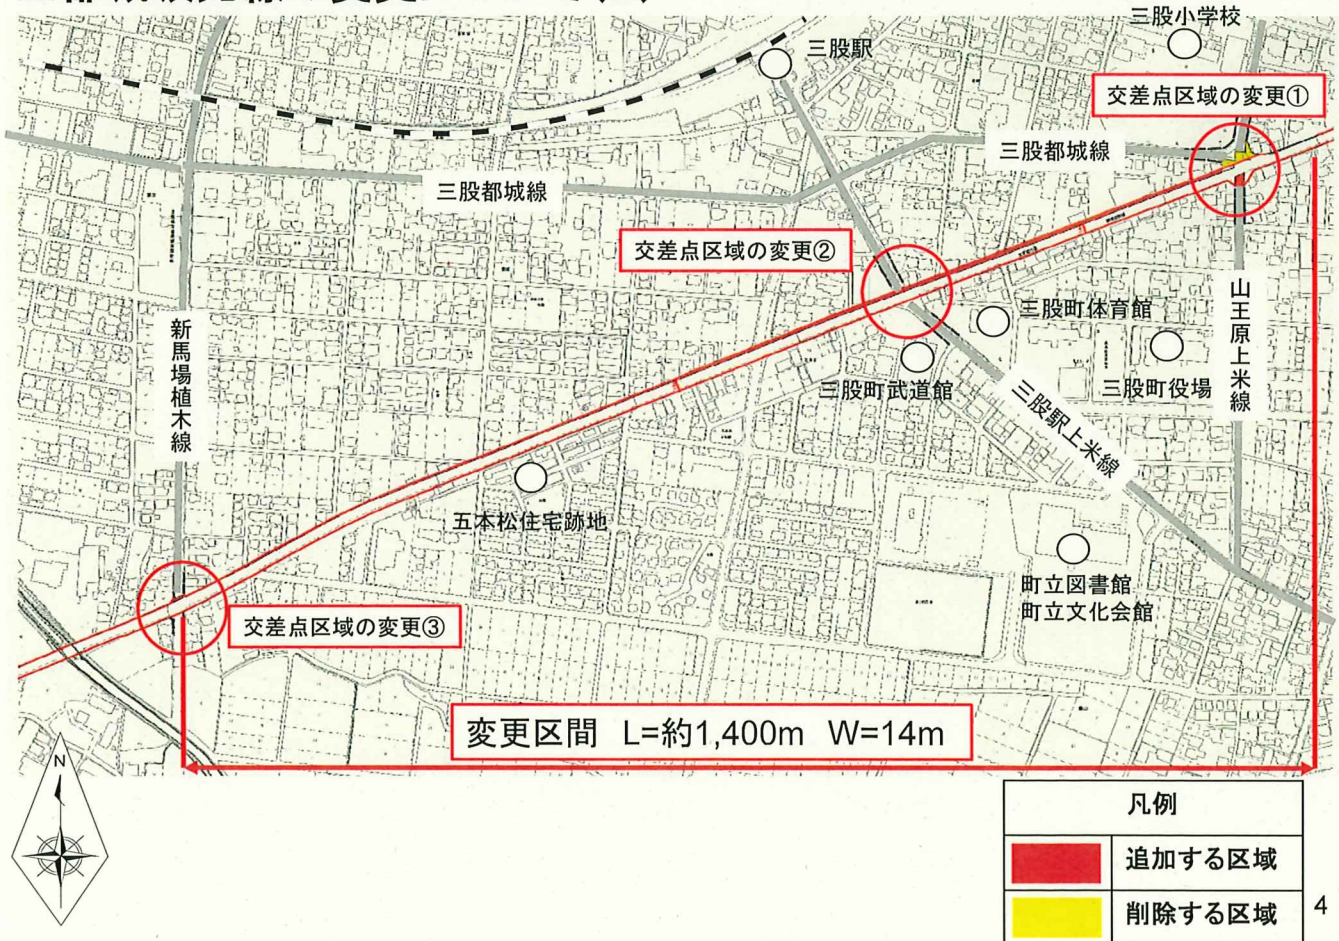 三股小学校
三股駅
交差点区域の変更①
三股都城線
三股都城線
交差点区域の変更②
三股町体育館
山王原上米線
新馬場植木線
三股町武道館
三股町役場
三股駅上米線
五本松住宅跡地
町立図書館
町立文化会館
交差点区域の変更③
変更区間 L=約1,400m W=14m
N
凡例
追加する区域
削除する区域
4